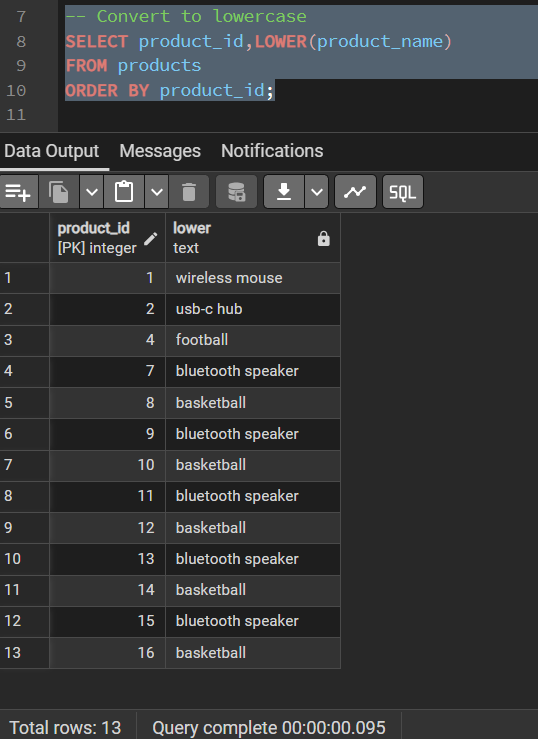 7 -- Convert to lowercase
8 SELECT product_id,LOWER(product_name)
9 FROM products
10 ORDER BY product_id;
11
Data Output Messages Notifications
SQL
product_id lower
[PK] integer text
1 1 wireless mouse
2 2 usb-c hub
3 4 football
4 7 bluetooth speaker
5 8 basketball
6 9 bluetooth speaker
7 10 basketball
8 11 bluetooth speaker
9 12 basketball
10 13 bluetooth speaker
11 14 basketball
12 15 bluetooth speaker
13 16 basketball
Total rows: 13 Query complete 00:00:00.095